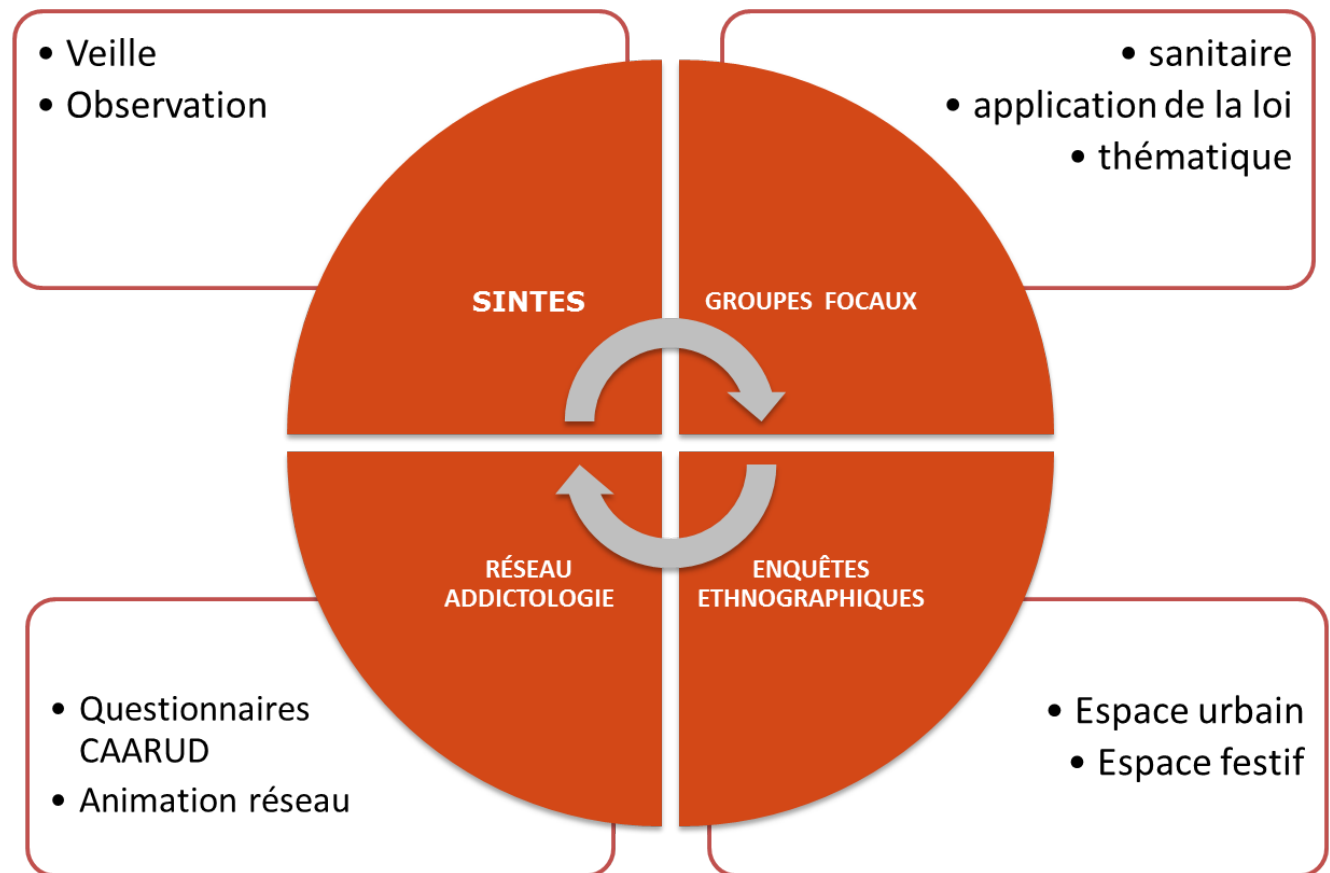 • Veille
• Observation
• sanitaire
• application de la loi
• thématique
SINTES
GROUPES FOCAUX
RÉSEAU
ADDICTOLOGIE
ENQUÊTES
ETHNOGRAPHIQUES
• Questionnaires
CAARUD
• Animation réseau
• Espace urbain
• Espace festif